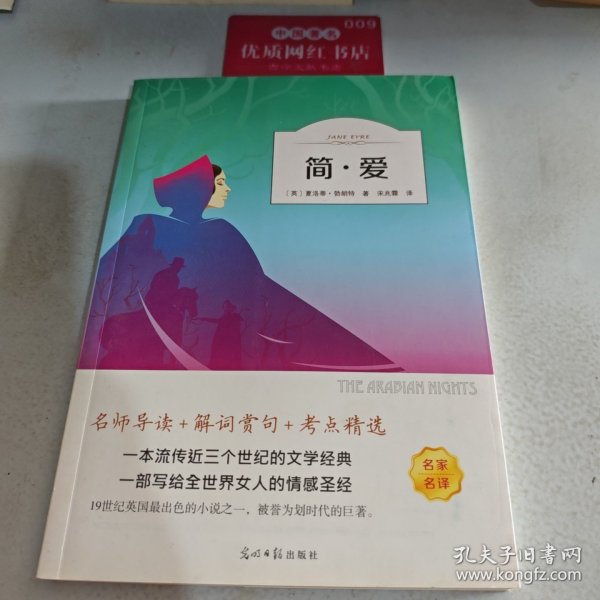 009
中国著名
优质网红书店
JANE EYRE
简·爱
〔英〕夏洛蒂·勃朗特 著 宋兆霖 译
THE ARABIAN NIGHTS
名师导读+解词赏句+考点精选
一本流传近三个世纪的文学经典
一部写给全世界女人的情感圣经
名家
名译
19世纪英国最出色的小说之一，被誉为划时代的巨著。
光明日报出版社
孔夫子旧书网
www.kongfz.com